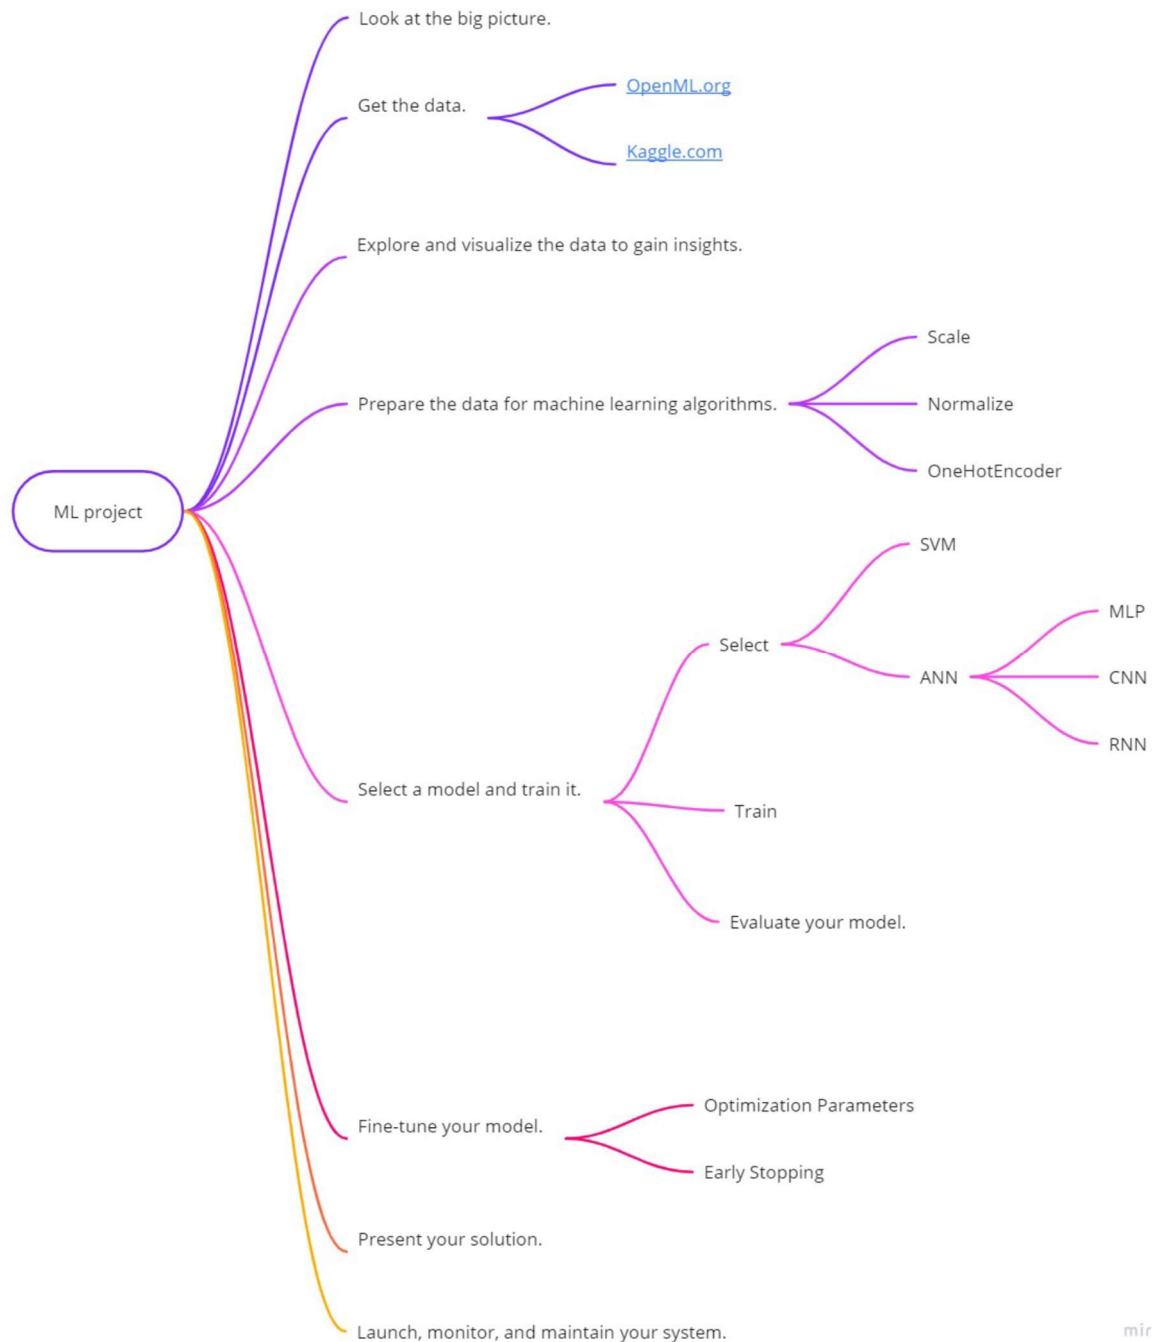 Look at the big picture.
Get the data.
OpenML.org
Kaggle.com
Explore and visualize the data to gain insights.
Prepare the data for machine learning algorithms.
Scale
Normalize
OneHotEncoder
ML project
Select a model and train it.
Select
SVM
ANN
MLP
CNN
RNN
Train
Evaluate your model.
Fine-tune your model.
Optimization Parameters
Early Stopping
Present your solution.
Launch, monitor, and maintain your system.
mir